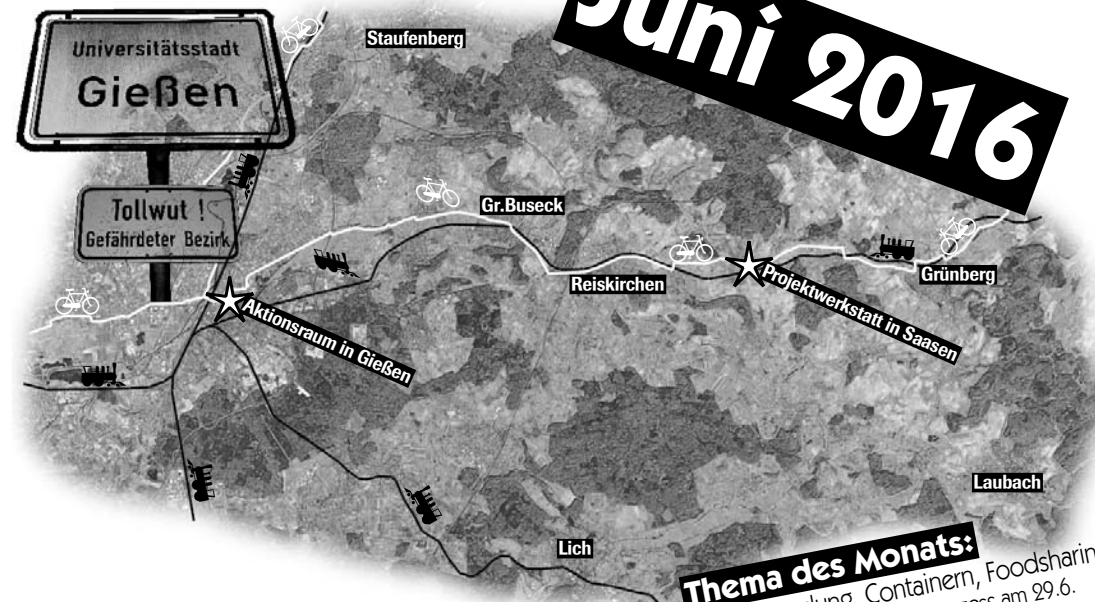 Universitätsstadt
Gießen
Tollwut !
Gefährdeter Bezirk
Juni 2016
Staufenberg
Gr.Buseck
Reiskirchen
Grünberg
Projektwerkstatt in Saasen
Aktionsraum in Gießen
Laubach
Lich
Thema des Monats:
Containern, Foodsharin
am 29.6.